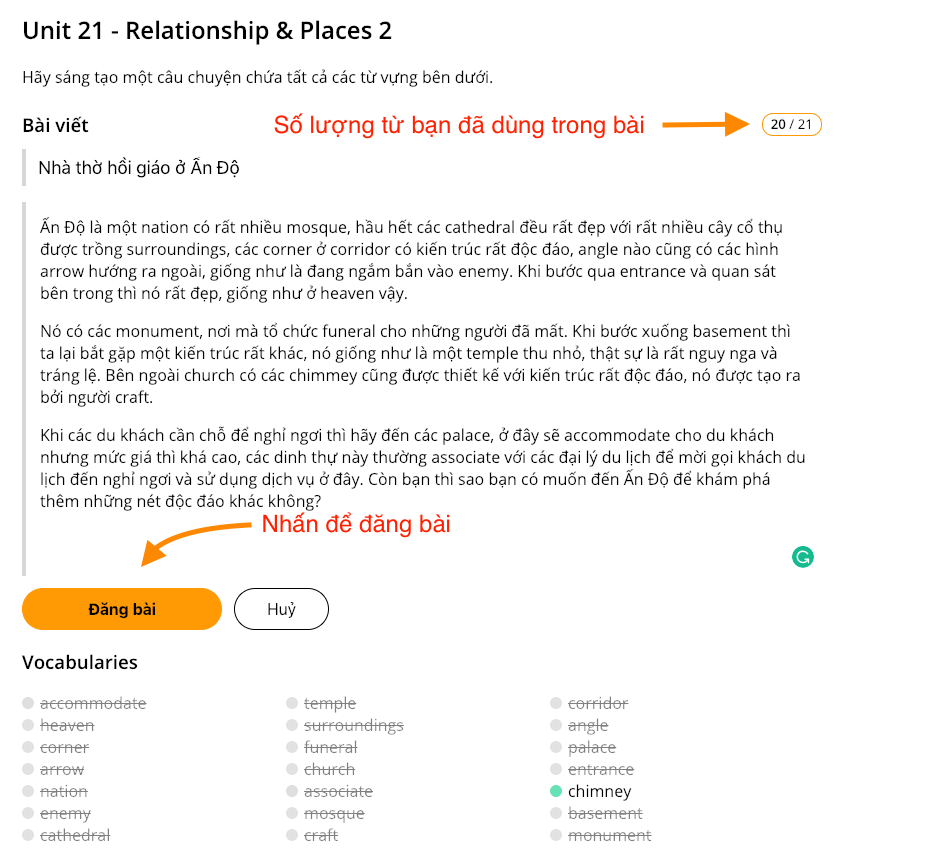 Unit 21 - Relationship & Places 2
Hãy sáng tạo một câu chuyện chứa tất cả các từ vựng bên dưới.
Bài viết
Số lượng từ bạn đã dùng trong bài
20 / 21
Nhà thờ hồi giáo ở Ấn Độ
Ấn Độ là một nation có rất nhiều mosque, hầu hết các cathedral đều rất đẹp với rất nhiều cây cổ thụ
được trồng surroundings, các corner ở corridor có kiến trúc rất độc đáo, angle nào cũng có các hình
arrow hướng ra ngoài, giống như là đang ngắm bắn vào enemy. Khi bước qua entrance và quan sát
bên trong thì nó rất đẹp, giống như ở heaven vậy.
Nó có các monument, nơi mà tổ chức funeral cho những người đã mất. Khi bước xuống basement thì
ta lại bắt gặp một kiến trúc rất khác, nó giống như là một temple thu nhỏ, thật sự là rất nguy nga và
tráng lệ. Bên ngoài church có các chimmey cũng được thiết kế với kiến trúc rất độc đáo, nó được tạo ra
bởi người craft.
Khi các du khách cần chỗ để nghỉ ngơi thì hãy đến các palace, ở đây sẽ accommodate cho du khách
nhưng mức giá thì khá cao, các dinh thự này thường associate với các đại lý du lịch để mời gọi khách du
lịch đến nghỉ ngơi và sử dụng dịch vụ ở đây. Còn bạn thì sao bạn có muốn đến Ấn Độ để khám phá
thêm những nét độc đáo khác không?
Nhấn để đăng bài
Đăng bài
Huỷ
Vocabularies
accommodate
heaven
corner
arrow
nation
enemy
cathedral
temple
surroundings
funeral
church
associate
mosque
craft
corridor
angle
palace
entrance
chimney
basement
monument